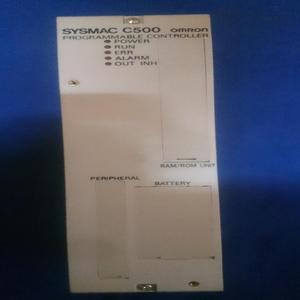 SYSMAC C500 omron
PROGRAMMABLE CONTROLLER
POWER
RUN
ERR
ALARM
OUT INH
RAM/ROM UNIT
PERIPHERAL
BATTERY